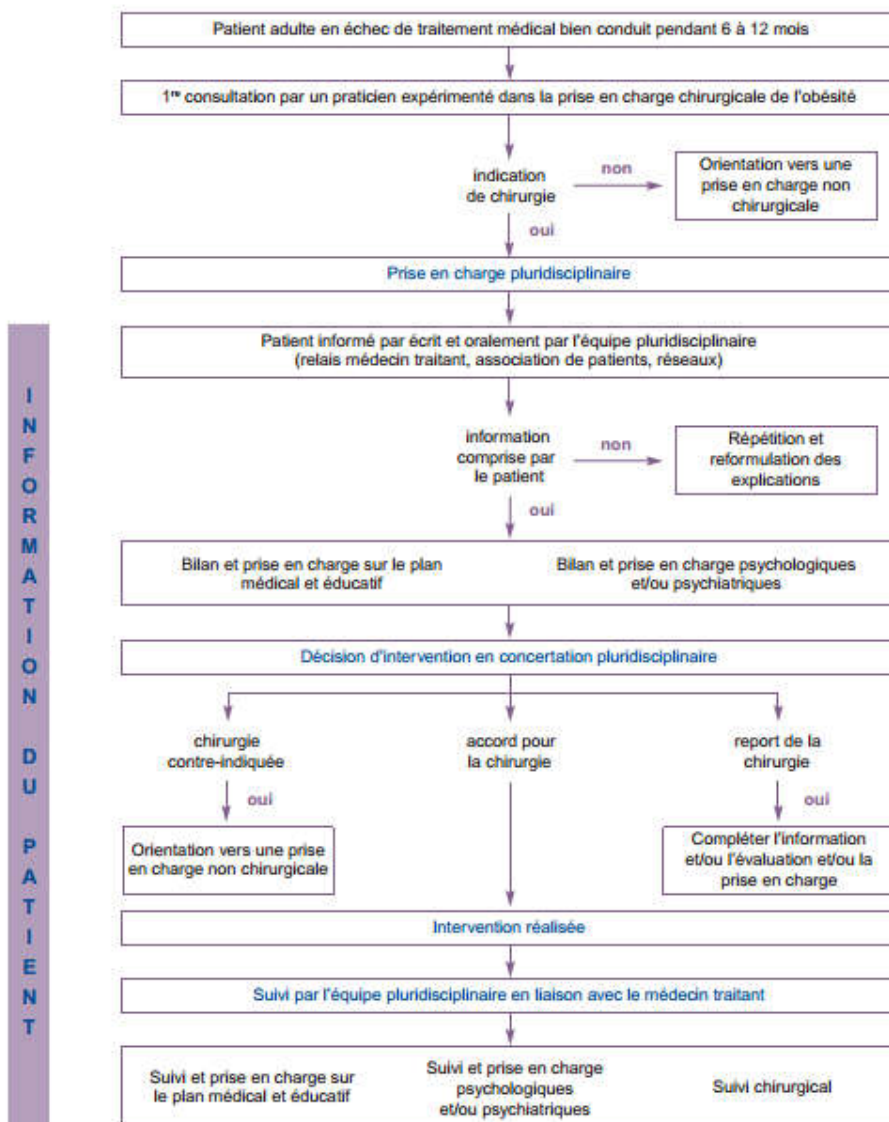 Patient adulte en échec de traitement médical bien conduit pendant 6 à 12 mois
1re consultation par un praticien expérimenté dans la prise en charge chirurgicale de l'obésité
indication
de chirurgie
non
Orientation vers une
prise en charge non
chirurgicale
oui
Prise en charge pluridisciplinaire
Patient informé par écrit et oralement par l'équipe pluridisciplinaire
(relais médecin traitant, association de patients, réseaux)
information
comprise par
le patient
non
Répétition et
reformulation des
explications
oui
Bilan et prise en charge sur le plan
médical et éducatif
Bilan et prise en charge psychologiques
et/ou psychiatriques
Décision d'intervention en concertation pluridisciplinaire
chirurgie
contre-indiquée
accord pour
la chirurgie
report de la
chirurgie
oui
oui
Orientation vers une prise
en charge non chirurgicale
Compléter l'information
et/ou l'évaluation et/ou la
prise en charge
Intervention réalisée
Suivi par l'équipe pluridisciplinaire en liaison avec le médecin traitant
Suivi et prise en charge sur
le plan médical et éducatif
Suivi et prise en charge
psychologiques
et/ou psychiatriques
Suivi chirurgical
INFORMATION DU PATIENT